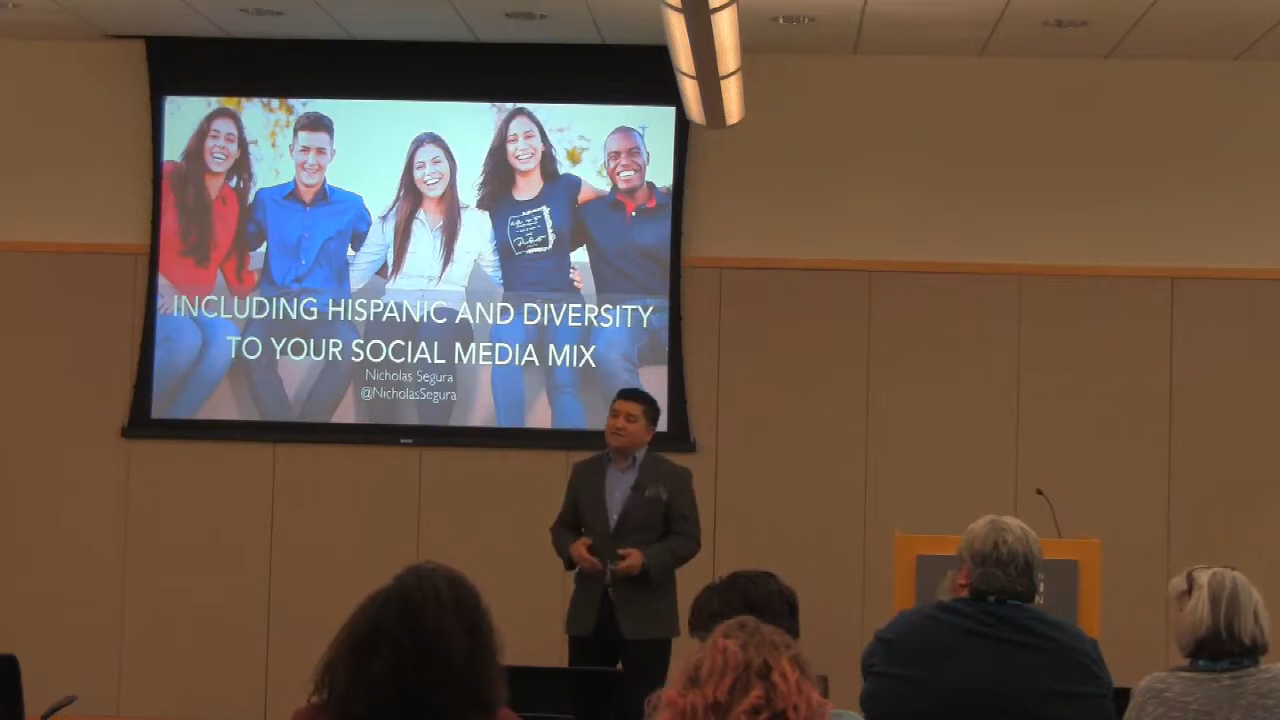 INCLUDING HISPANIC AND DIVERSITY
TO YOUR SOCIAL MEDIA MIX
Nicholas Segura
@NicholasSegura